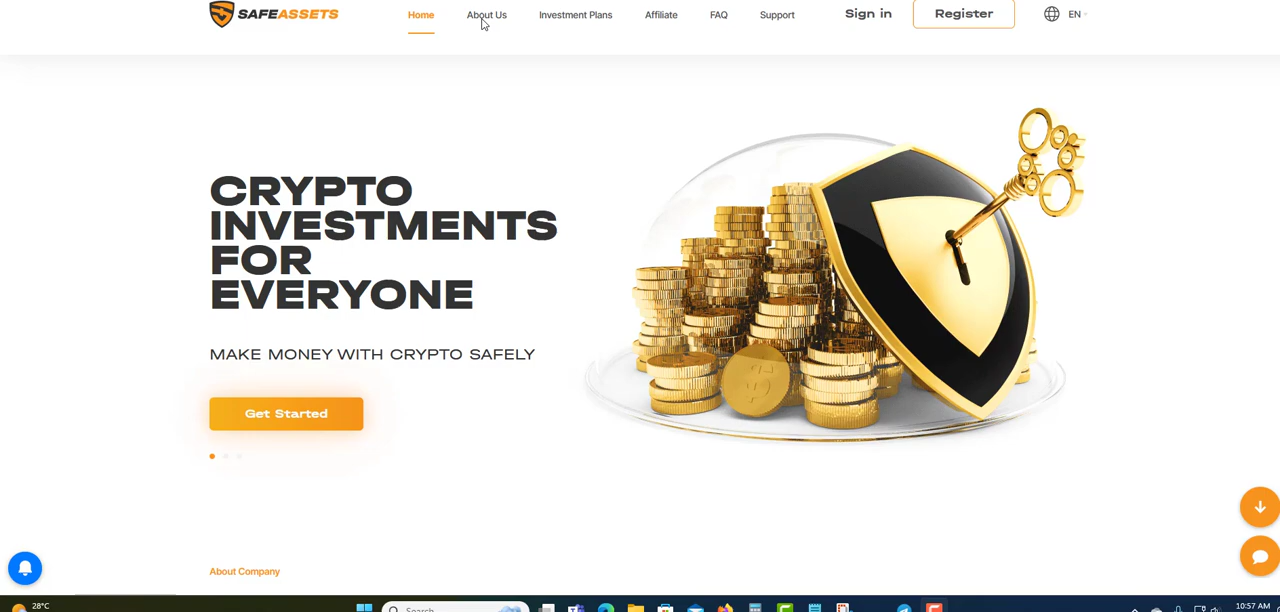 SAFEASSETS
Home
About Us
Investment Plans
Affiliate
FAQ
Support
Sign in
Register
EN
CRYPTO
INVESTMENTS
FOR
EVERYONE
MAKE MONEY WITH CRYPTO SAFELY
Get Started
About Company
28°C
Search
10:57 AM